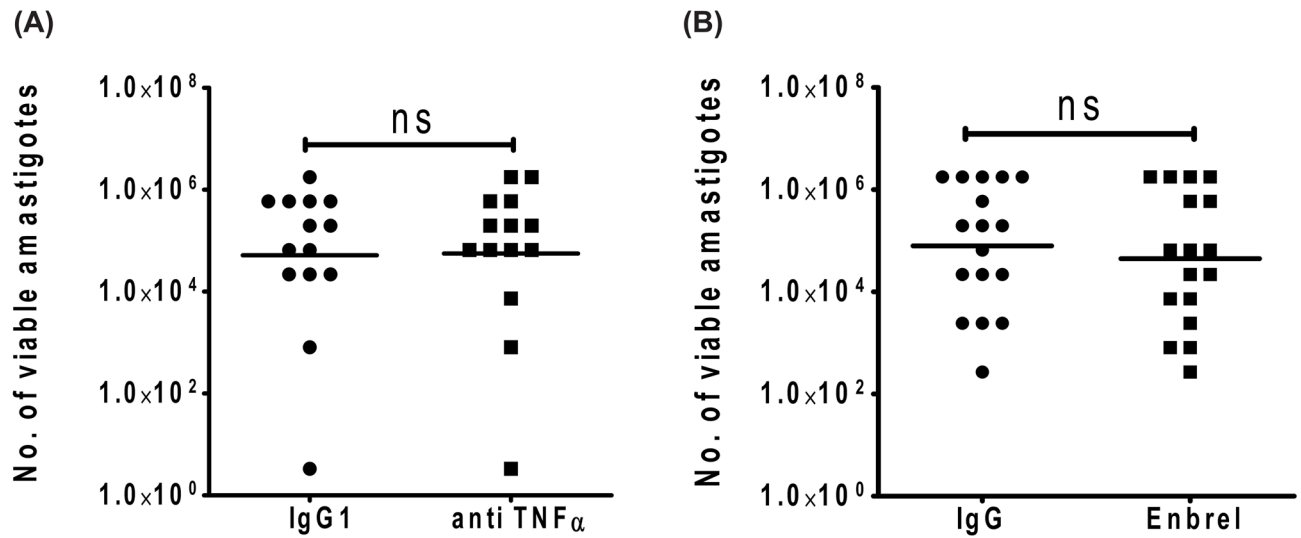 (A)
No. of viable amastigotes
1.0×10⁸
1.0×10⁶
1.0×10⁴
1.0×10²
1.0×10⁰
ns
IgG1
anti TNFα
(B)
No. of viable amastigotes
1.0×10⁸
1.0×10⁶
1.0×10⁴
1.0×10²
1.0×10⁰
ns
IgG
Enbrel